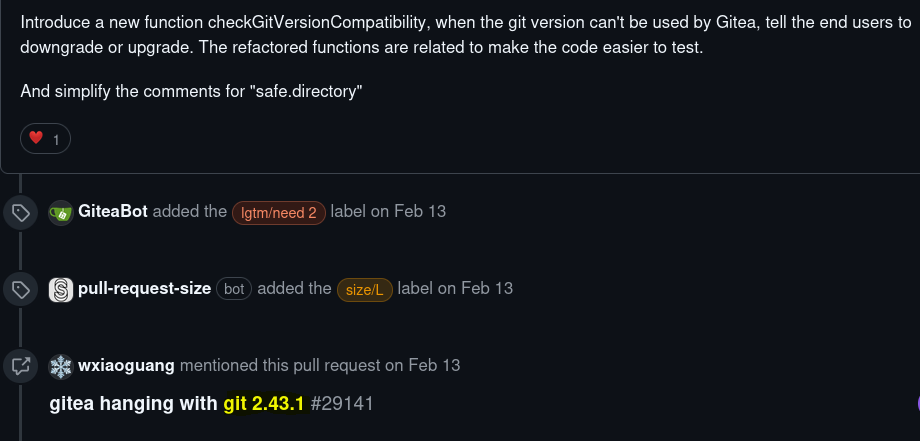 Introduce a new function checkGitVersionCompatibility, when the git version can't be used by Gitea, tell the end users to
downgrade or upgrade. The refactored functions are related to make the code easier to test.
And simplify the comments for "safe.directory"
1
GiteaBot added the lgtm/need 2 label on Feb 13
pull-request-size bot added the size/L label on Feb 13
wxiaoguang mentioned this pull request on Feb 13
gitea hanging with git 2.43.1 #29141